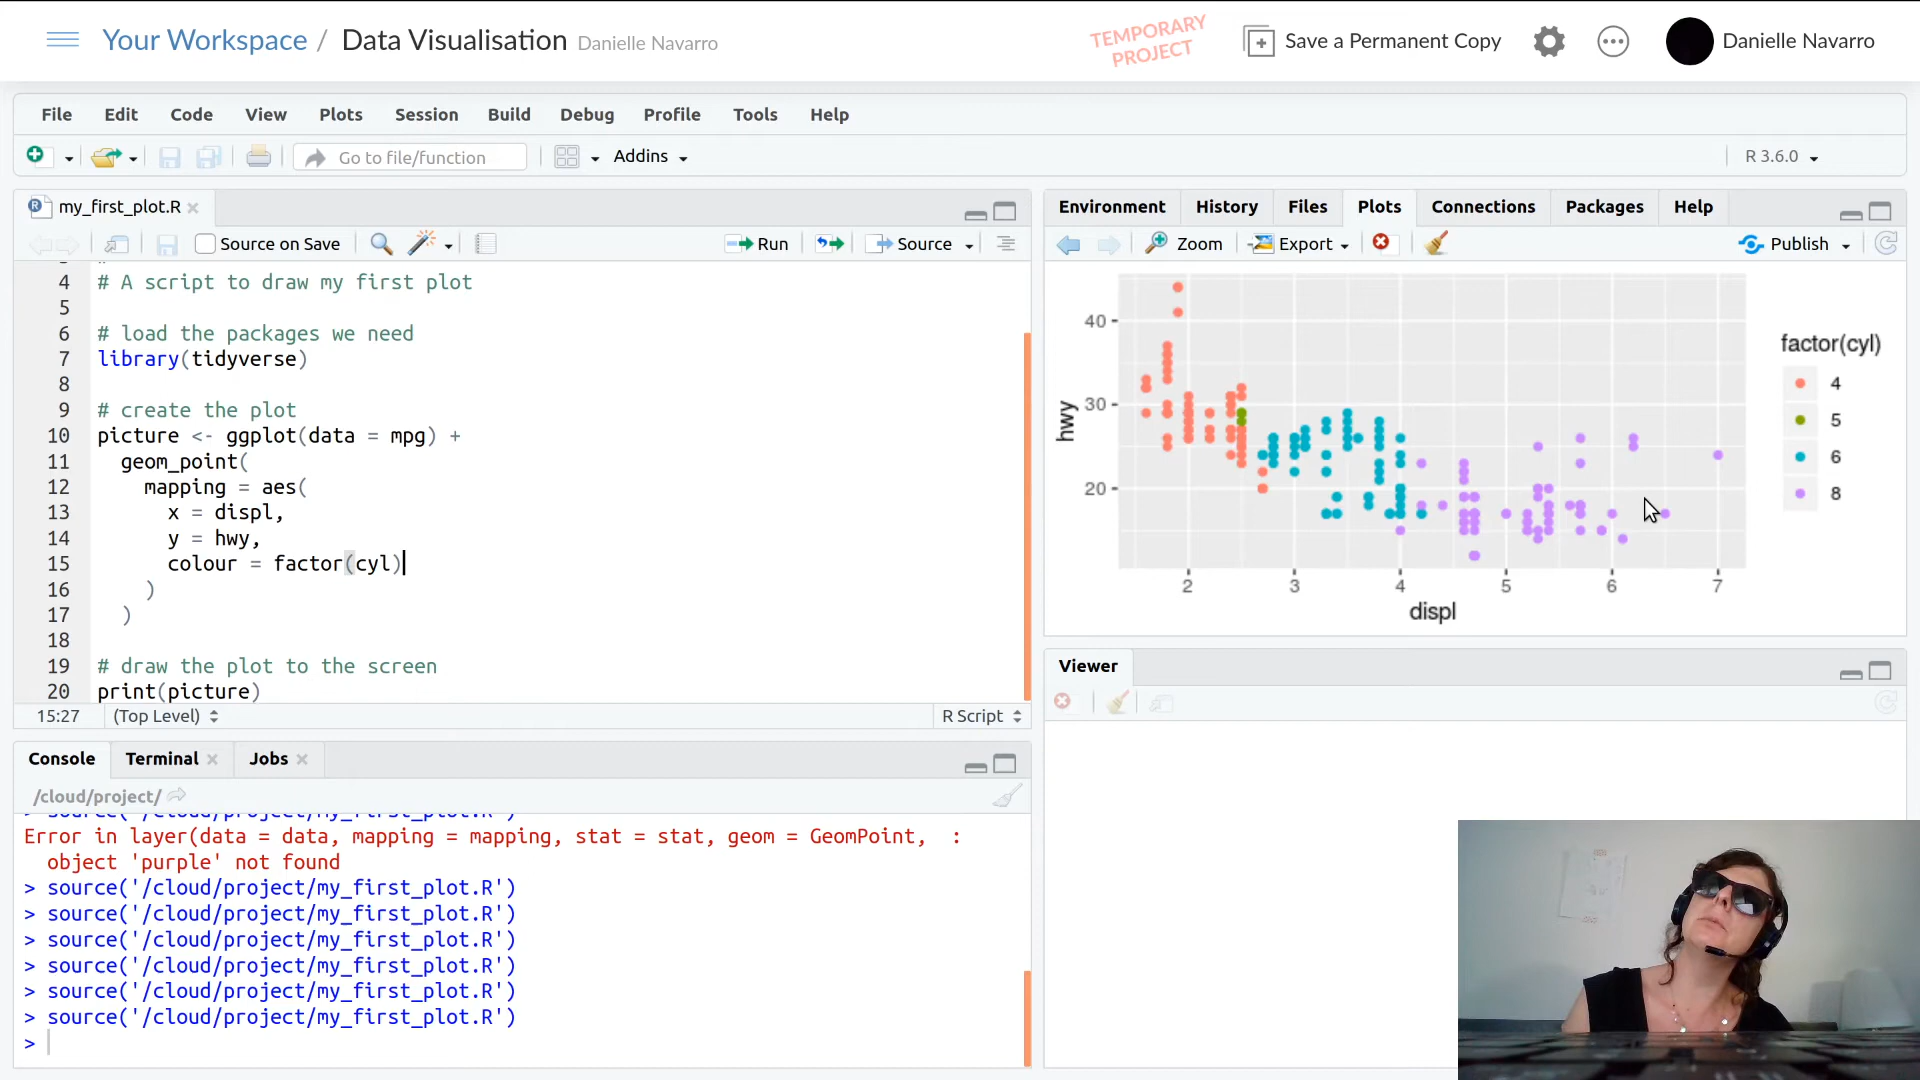 Your Workspace / Data Visualisation Danielle Navarro
TEMPORARY PROJECT
Save a Permanent Copy
Danielle Navarro
File Edit Code View Plots Session Build Debug Profile Tools Help
Go to file/function
Addins
R 3.6.0
my_first_plot.R
Source on Save
Run
Source
4 # A script to draw my first plot
5
6 # load the packages we need
7 library(tidyverse)
8
9 # create the plot
10 picture <- ggplot(data = mpg) +
11 geom_point(
12 mapping = aes(
13 x = displ,
14 y = hwy,
15 colour = factor(cyl)
16 )
17 )
18
19 # draw the plot to the screen
20 print(picture)
15:27 (Top Level) R Script
Console Terminal Jobs
/cloud/project/
> source('/cloud/project/my_first_plot.R')
Error in layer(data = data, mapping = mapping, stat = stat, geom = GeomPoint, :
object 'purple' not found
> source('/cloud/project/my_first_plot.R')
> source('/cloud/project/my_first_plot.R')
> source('/cloud/project/my_first_plot.R')
> source('/cloud/project/my_first_plot.R')
> source('/cloud/project/my_first_plot.R')
> source('/cloud/project/my_first_plot.R')
>
Environment History Files Plots Connections Packages Help
Zoom Export Publish
40
30
20
hwy
2 3 4 5 6 7
displ
factor(cyl)
4
5
6
8
Viewer